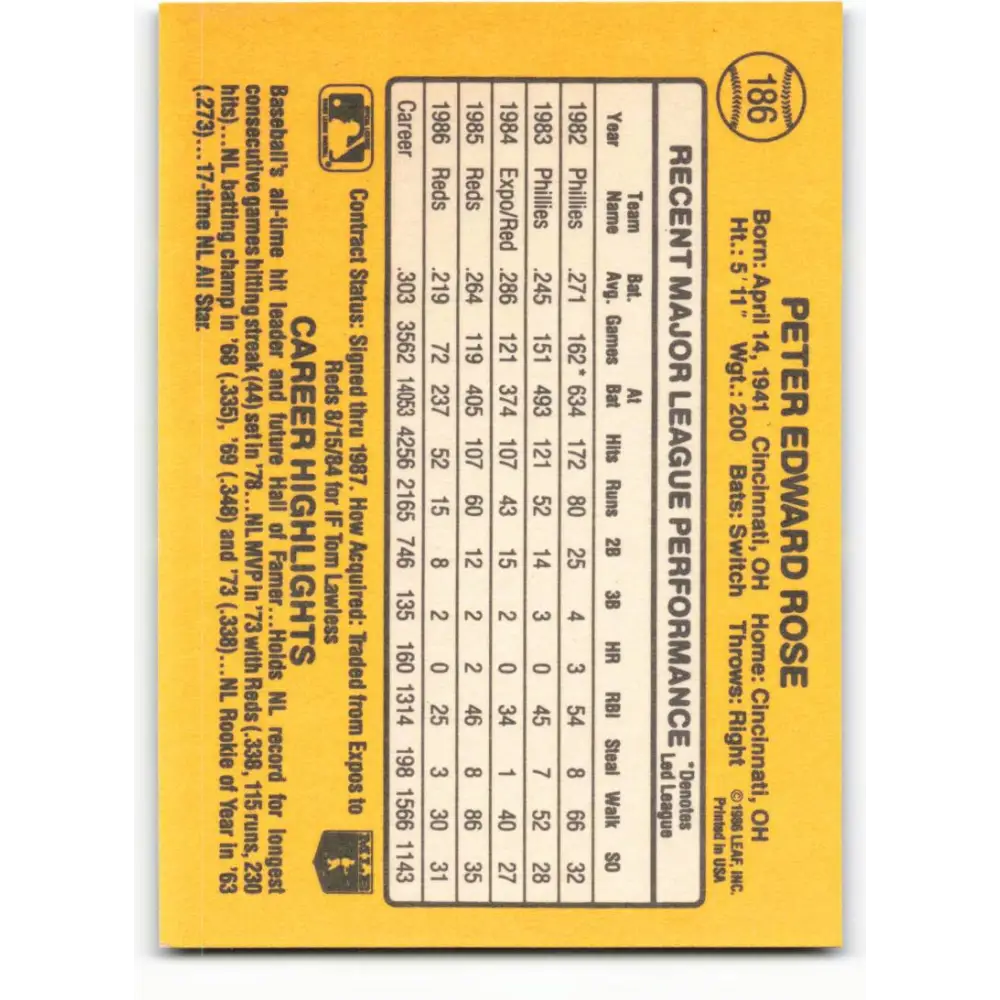 186
PETER EDWARD ROSE
Born: April 14, 1941 Cincinnati, OH Home: Cincinnati, OH
Ht.: 5'11" Wgt.: 200 Bats: Switch Throws: Right
©1986 LEAF, INC.
Printed in USA
RECENT MAJOR LEAGUE PERFORMANCE
*Denotes
Led League
Year Team Name Bat. Avg. Games At Bat Hits Runs 2B 3B HR RBI Steal Walk SO
1982 Phillies .271 162* 634 172 80 25 4 3 54 8 66 32
1983 Phillies .245 151 493 121 52 14 3 0 45 7 52 28
1984 Expo/Red .286 121 374 107 43 15 2 0 34 1 40 27
1985 Reds .264 119 405 107 60 12 2 2 46 8 86 35
1986 Reds .219 72 237 52 15 8 2 0 25 3 30 31
Career .303 3562 14053 4256 2165 746 135 160 1314 198 1566 1143
Contract Status: Signed thru 1987. How Acquired: Traded from Expos to
Reds 8/15/84 for IF Tom Lawless
MLB
CAREER HIGHLIGHTS
Baseball's all-time hit leader and future Hall of Famer...Holds NL record for longest
consecutive games hitting streak (44) set in '78...NL MVP in '73 with Reds (.338, 115 runs, 230
hits)...NL batting champ in '68 (.335), '69 (.348) and '73 (.338)...NL Rookie of Year in '63
(.273)...17-time NL All Star.